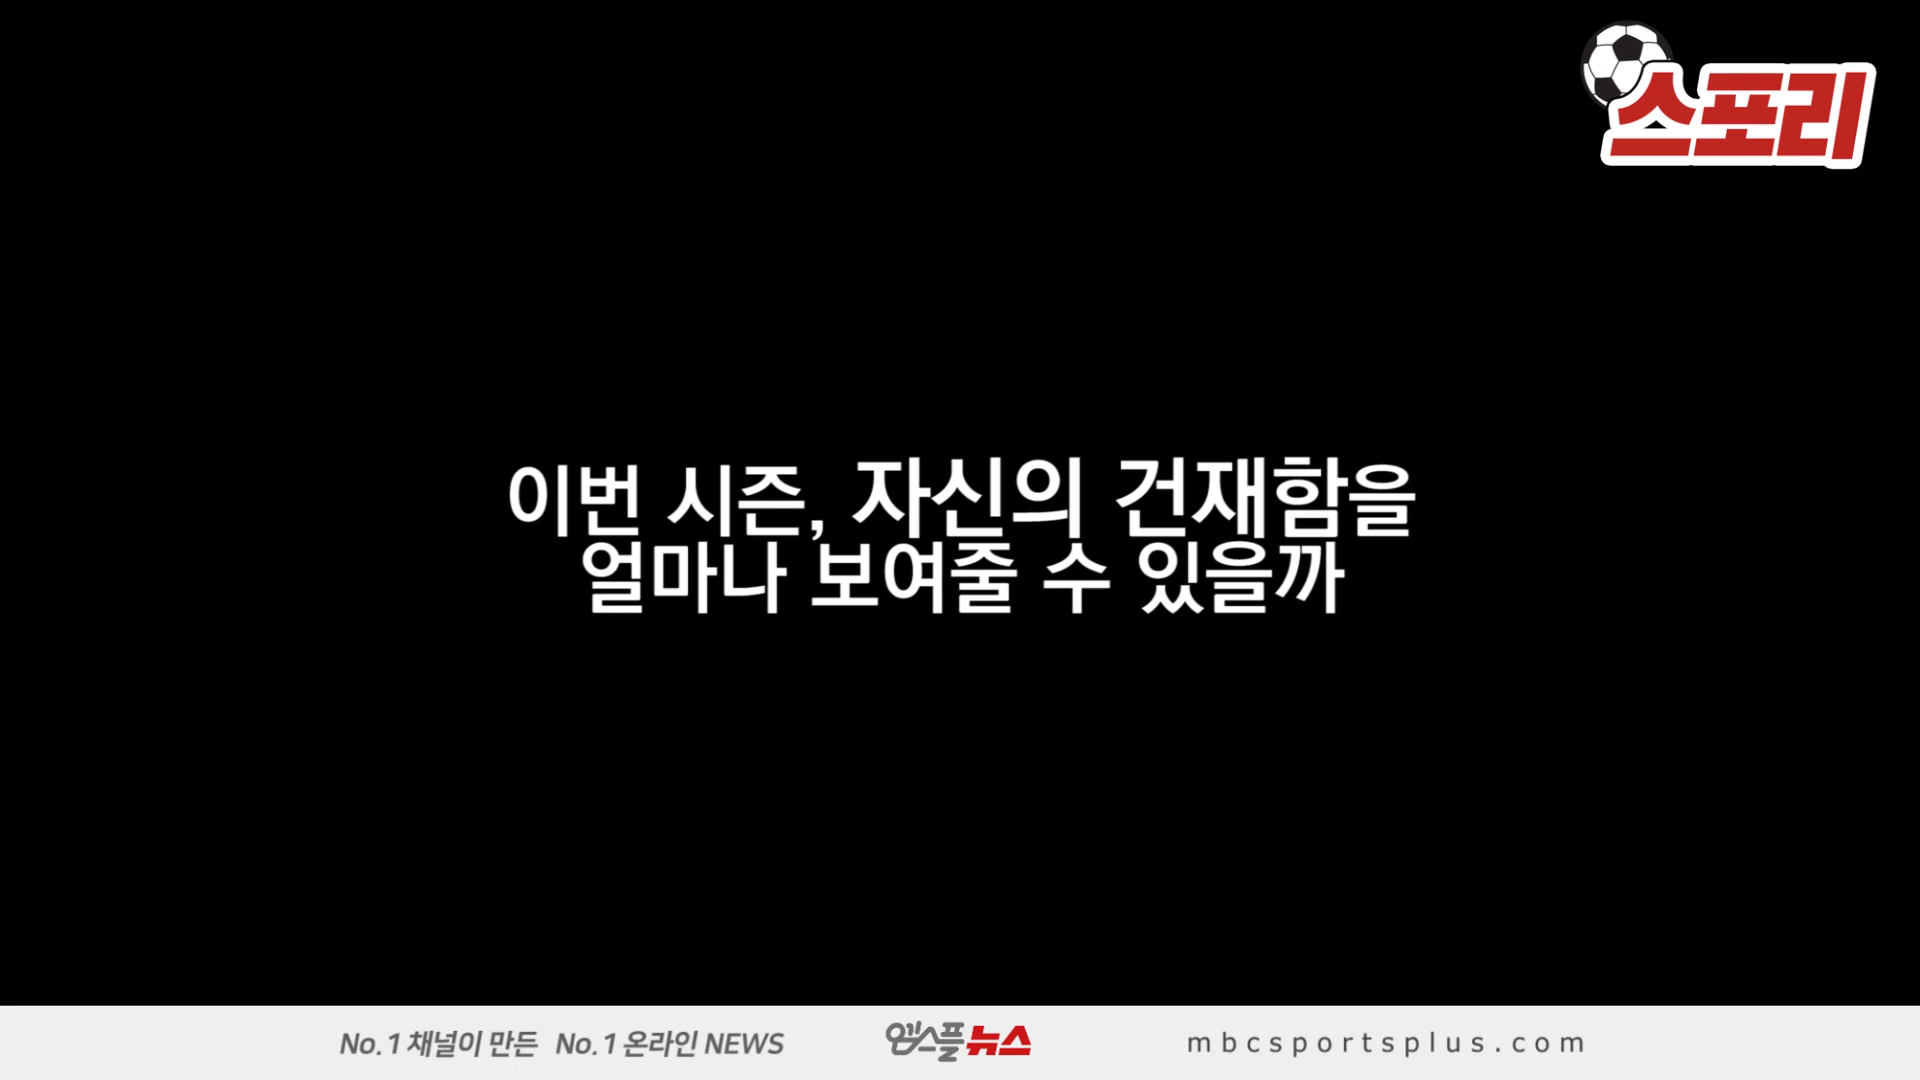 스포리
이번 시즌, 자신의 건재함을
얼마나 보여줄 수 있을까
No.1 채널이 만든 No.1 온라인 NEWS
엠스플뉴스
mbcsportsplus.com